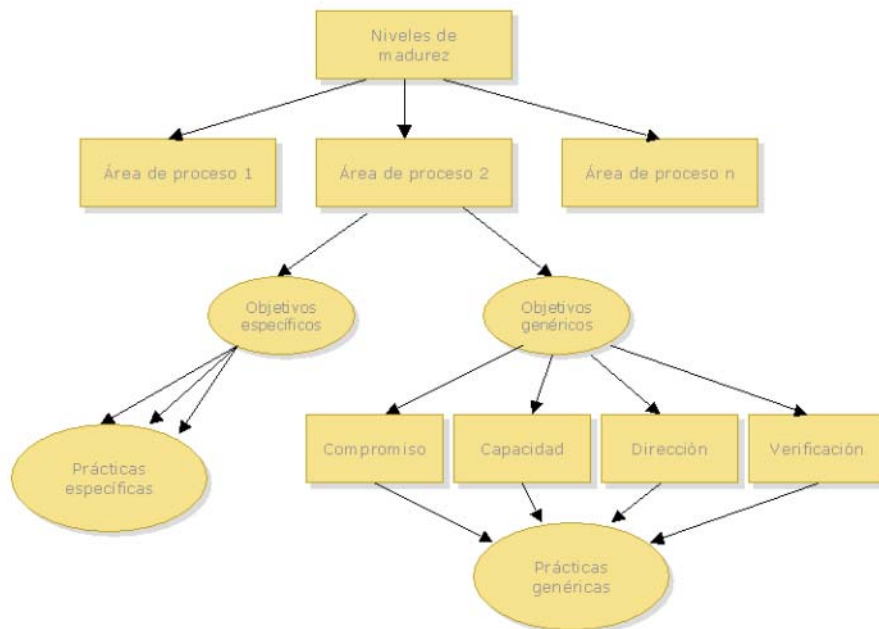 Niveles de
madurez
Área de proceso 1
Área de proceso 2
Área de proceso n
Objetivos
específicos
Objetivos
genéricos
Compromiso
Capacidad
Dirección
Verificación
Prácticas
específicas
Prácticas
genéricas